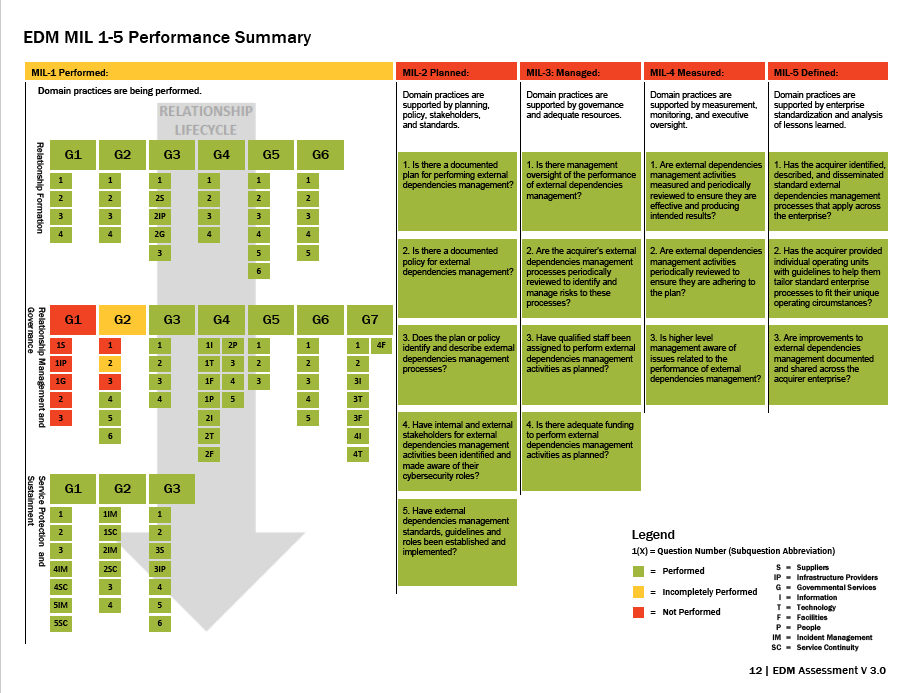 EDM MIL 1-5 Performance Summary
MIL-1 Performed:
Domain practices are being performed.
RELATIONSHIP
LIFECYCLE
Relationship Formation
G1 G2 G3 G4 G5 G6
1 1 1 1 1 1
2 2 2S 2 2 2
3 3 2IP 3 3 3
4 4 2G 4 4 4
3 5 5
6
Relationship Management and
Governance
G1 G2 G3 G4 G5 G6 G7
1S 1 1 1I 2P 1 1 1 4F
1IP 2 2 1T 3 2 2 2
1G 3 3 1F 4 3 3 3I
2 4 4 1P 5 4 3T
3 5 2I 5 3F
6 2T 4I
2F 4T
Service Protection and
Sustainment
G1 G2 G3
1 1IM 1
2 1SC 2
3 2IM 3S
4IM 2SC 3IP
4SC 3 4
5IM 4 5
5SC 6
MIL-2 Planned:
Domain practices are
supported by planning,
policy, stakeholders,
and standards.
1. Is there a documented
plan for performing external
dependencies management?
2. Is there a documented
policy for external
dependencies management?
3. Does the plan or policy
identify and describe external
dependencies management
processes?
4. Have internal and external
stakeholders for external
dependencies management
activities been identified and
made aware of their
cybersecurity roles?
5. Have external
dependencies management
standards, guidelines and
roles been established and
implemented?
MIL-3: Managed:
Domain practices are
supported by governance
and adequate resources.
1. Is there management
oversight of the performance
of external dependencies
management?
2. Are the acquirer's external
dependencies management
processes periodically
reviewed to identify and
manage risks to these
processes?
3. Have qualified staff been
assigned to perform external
dependencies management
activities as planned?
4. Is there adequate funding
to perform external
dependencies management
activities as planned?
MIL-4 Measured:
Domain practices are
supported by measurement,
monitoring, and executive
oversight.
1. Are external dependencies
management activities
measured and periodically
reviewed to ensure they are
effective and producing
intended results?
2. Are external dependencies
management activities
periodically reviewed to
ensure they are adhering to
the plan?
3. Is higher level
management aware of
issues related to the
performance of external
dependencies management?
MIL-5 Defined:
Domain practices are
supported by enterprise
standardization and analysis
of lessons learned.
1. Has the acquirer identified,
described, and disseminated
standard external
dependencies management
processes that apply across
the enterprise?
2. Has the acquirer provided
individual operating units
with guidelines to help them
tailor standard enterprise
processes to fit their unique
operating circumstances?
3. Are improvements to
external dependencies
management documented
and shared across the
acquirer enterprise?
Legend
1(X) = Question Number (Subquestion Abbreviation)
= Performed
= Incompletely Performed
= Not Performed
S = Suppliers
IP = Infrastructure Providers
G = Governmental Services
I = Information
T = Technology
F = Facilities
P = People
IM = Incident Management
SC = Service Continuity
12 | EDM Assessment V 3.0